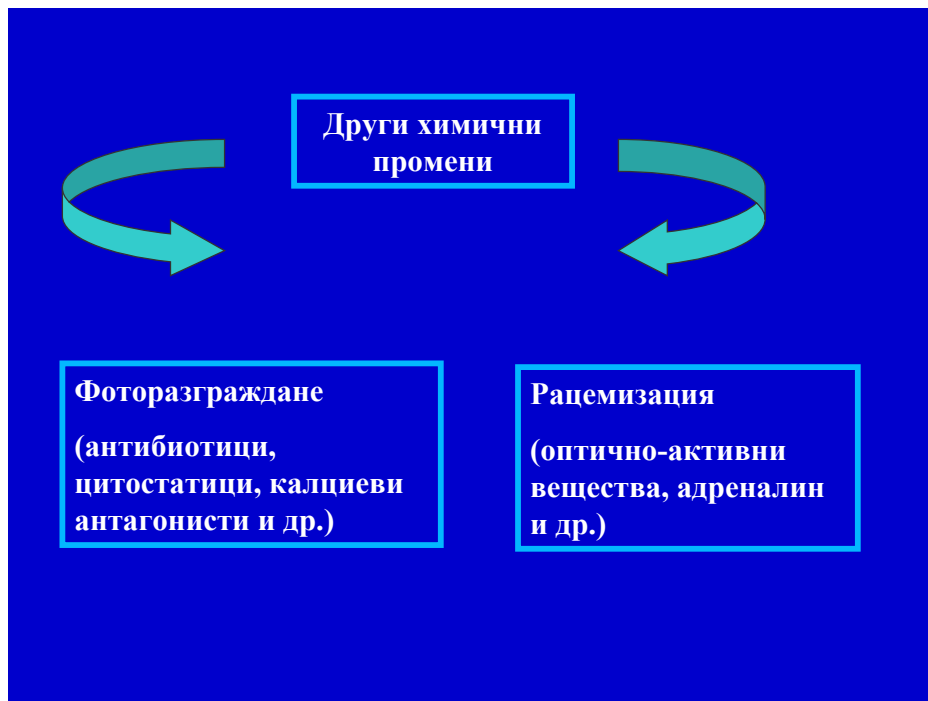 Други химични
промени
Фоторазграждане
(антибиотици,
цитостатици, калциеви
антагонисти и др.)
Рацемизация
(оптично-активни
вещества, адреналин
и др.)